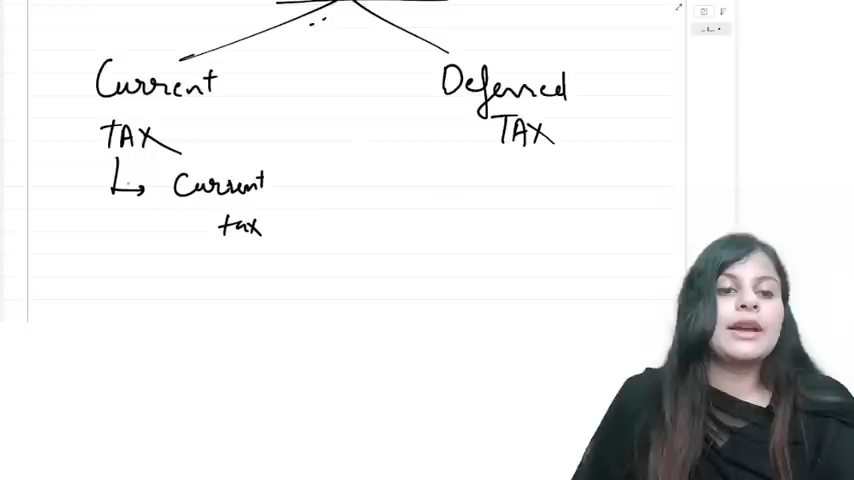 Current
TAX
Current
tax
Deferred
TAX